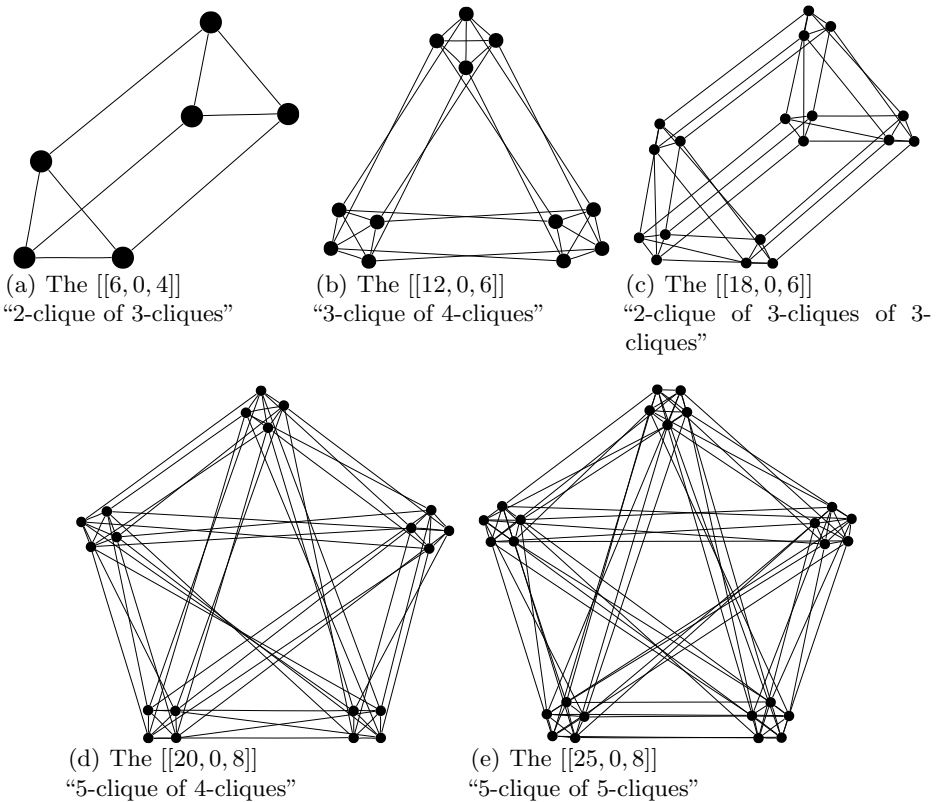 (a) The [[6, 0, 4]]
“2-clique of 3-cliques”
(b) The [[12, 0, 6]]
“3-clique of 4-cliques”
(c) The [[18, 0, 6]]
“2-clique of 3-cliques of 3-
cliques”
(d) The [[20, 0, 8]]
“5-clique of 4-cliques”
(e) The [[25, 0, 8]]
“5-clique of 5-cliques”